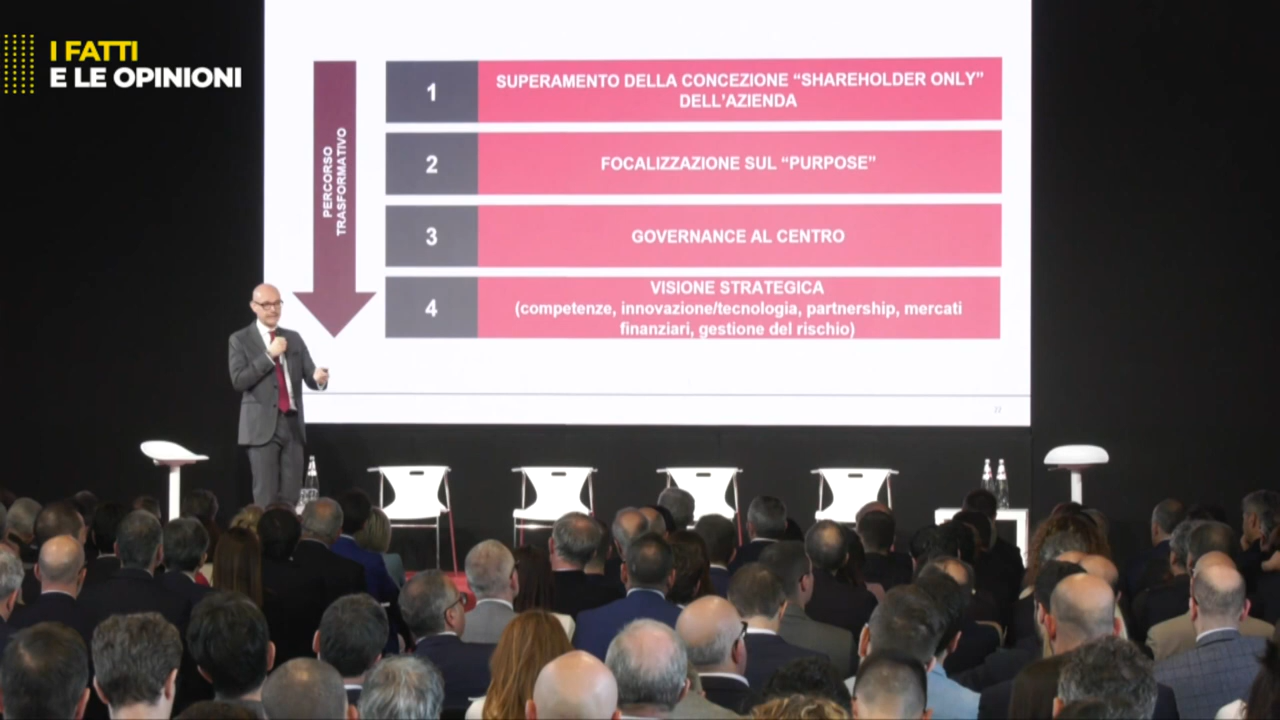 I FATTI
E LE OPINIONI
PERCORSO
TRASFORMATIVO
1
SUPERAMENTO DELLA CONCEZIONE “SHAREHOLDER ONLY”
DELL’AZIENDA
2
FOCALIZZAZIONE SUL “PURPOSE”
3
GOVERNANCE AL CENTRO
4
VISIONE STRATEGICA
(competenze, innovazione/tecnologia, partnership, mercati
finanziari, gestione del rischio)